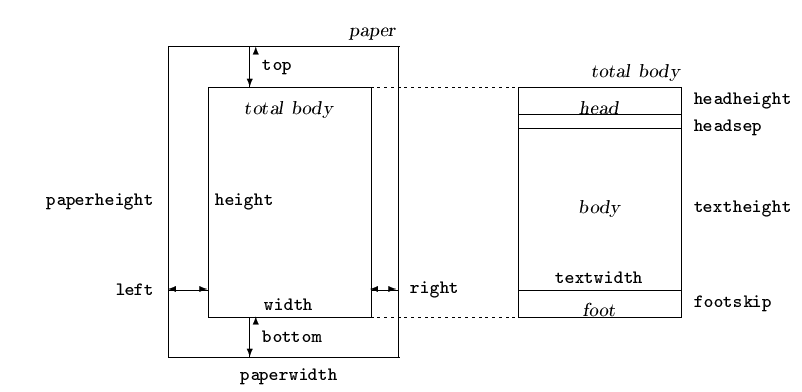 paper
top
total body
total body
headheight
head
headsep
paperheight
height
body
textheight
left
right
textwidth
width
foot
footskip
bottom
paperwidth